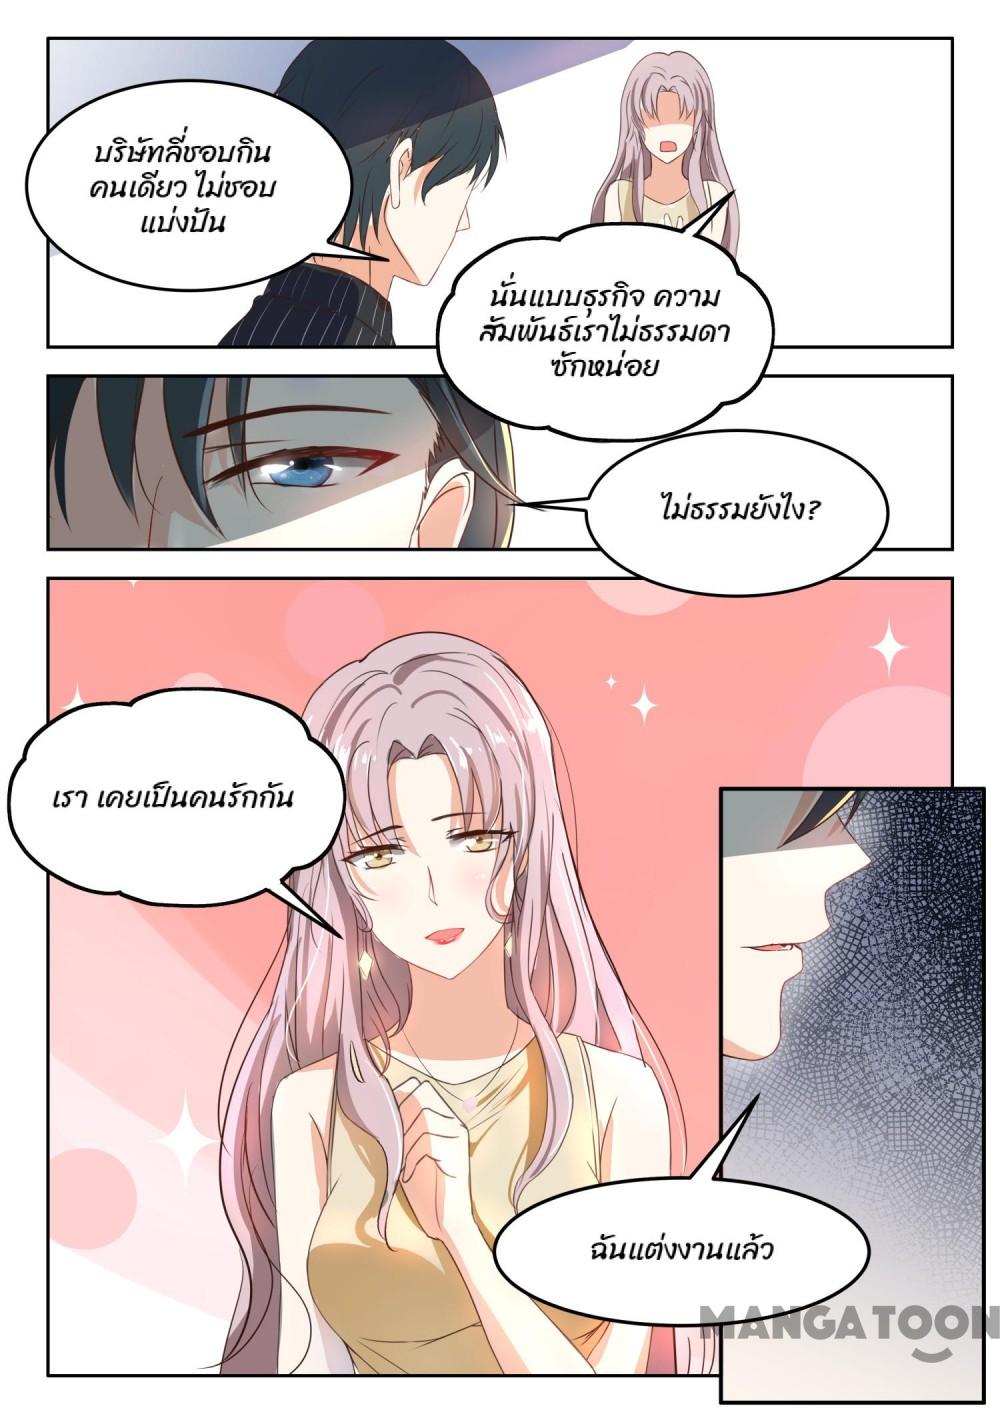 บริษัทลี่ชอบกิน
คนเดียว ไม่ชอบ
แบ่งปัน
นั่นแบบธุรกิจ ความ
สัมพันธ์เราไม่ธรรมดา
ซักหน่อย
ไม่ธรรมยังไง?
เรา เคยเป็นคนรักกัน
ฉันแต่งงานแล้ว
MANGATOON